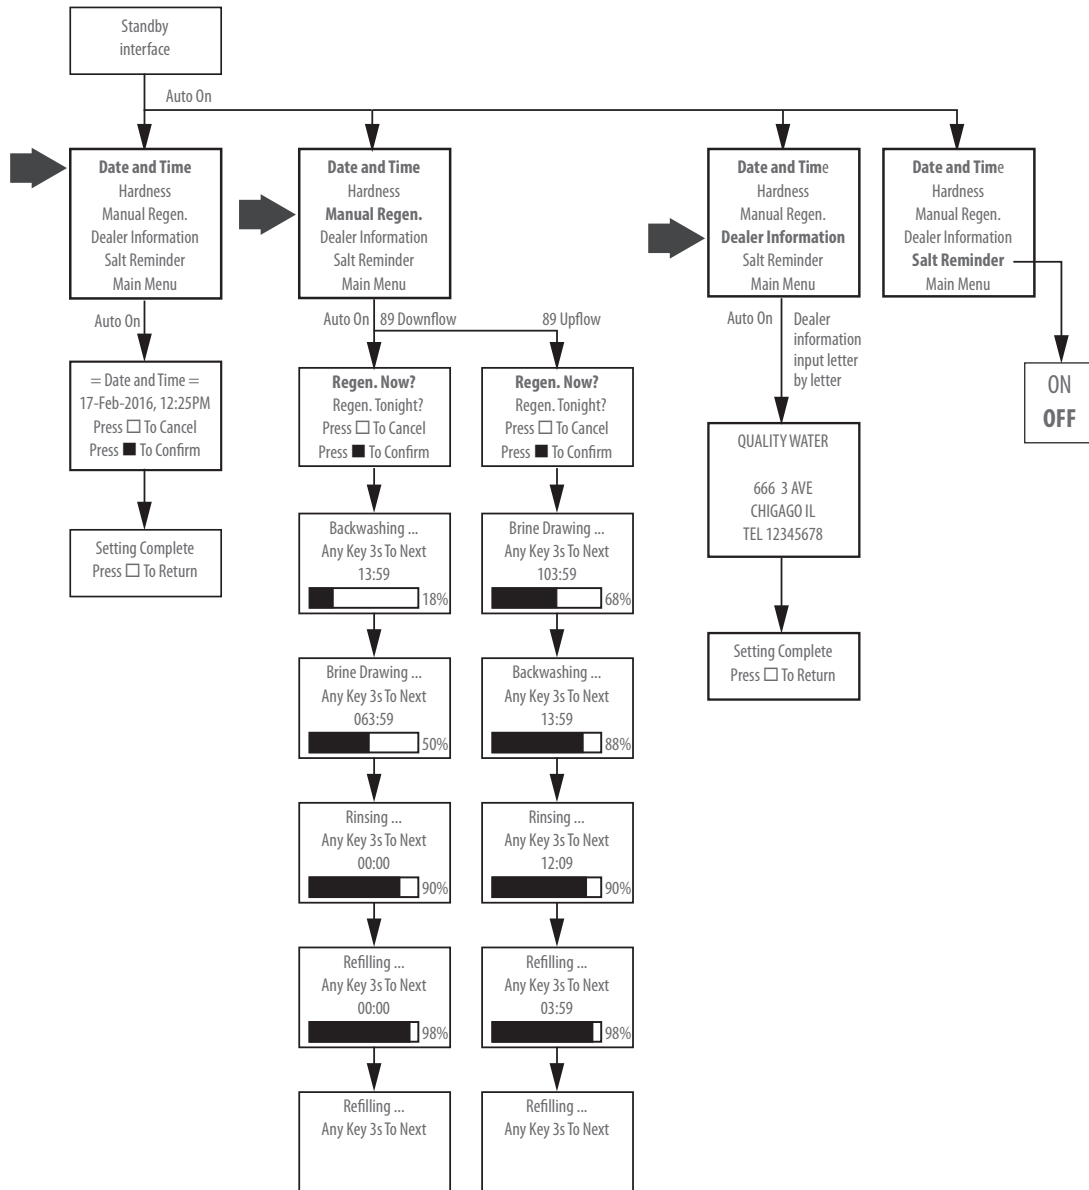 Standby
interface
Auto On
Date and Time
Hardness
Manual Regen.
Dealer Information
Salt Reminder
Main Menu
Auto On
= Date and Time =
17-Feb-2016, 12:25PM
Press □ To Cancel
Press ■ To Confirm
Setting Complete
Press □ To Return
Date and Time
Hardness
Manual Regen.
Dealer Information
Salt Reminder
Main Menu
Auto On
89 Downflow
89 Upflow
Regen. Now?
Regen. Tonight?
Press □ To Cancel
Press ■ To Confirm
Backwashing ...
Any Key 3s To Next
13:59
18%
Brine Drawing ...
Any Key 3s To Next
063:59
50%
Rinsing ...
Any Key 3s To Next
00:00
90%
Refilling ...
Any Key 3s To Next
00:00
98%
Refilling ...
Any Key 3s To Next
Regen. Now?
Regen. Tonight?
Press □ To Cancel
Press ■ To Confirm
Brine Drawing ...
Any Key 3s To Next
103:59
68%
Backwashing ...
Any Key 3s To Next
13:59
88%
Rinsing ...
Any Key 3s To Next
12:09
90%
Refilling ...
Any Key 3s To Next
03:59
98%
Refilling ...
Any Key 3s To Next
Date and Time
Hardness
Manual Regen.
Dealer Information
Salt Reminder
Main Menu
Auto On
Dealer
information
input letter
by letter
QUALITY WATER
666 3 AVE
CHIGAGO IL
TEL 12345678
Setting Complete
Press □ To Return
Date and Time
Hardness
Manual Regen.
Dealer Information
Salt Reminder
Main Menu
ON
OFF